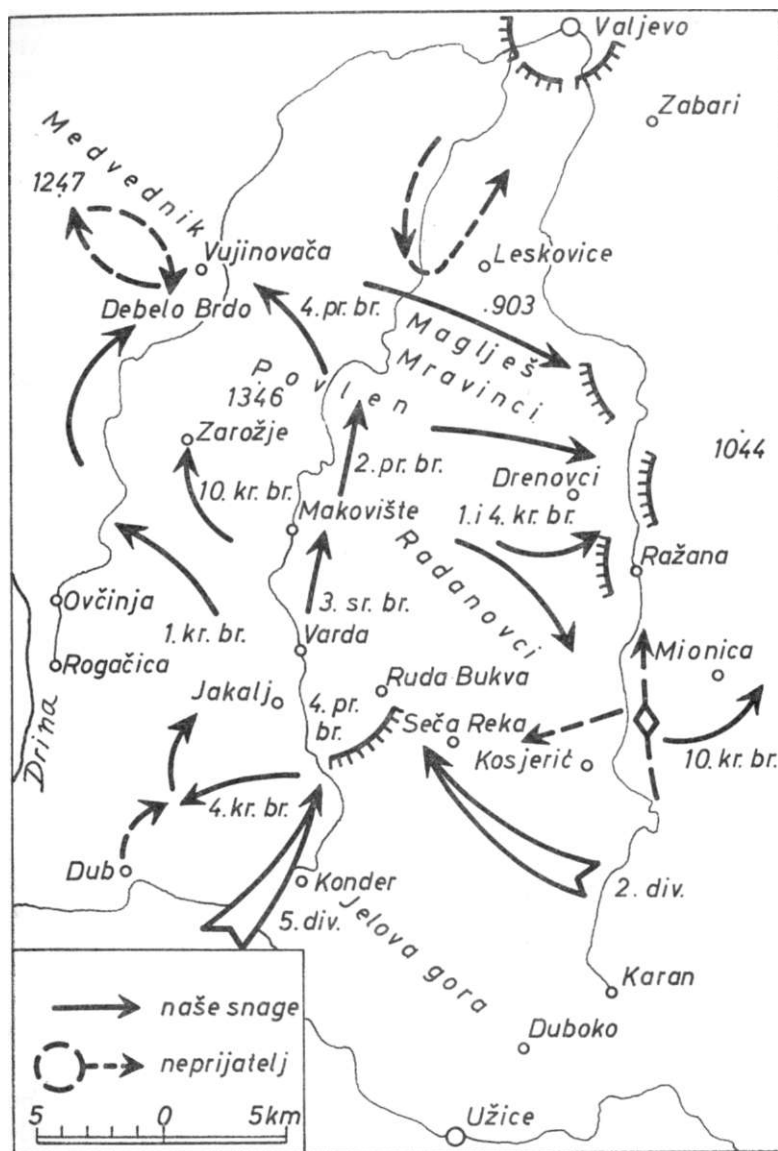 Valjevo
Zabari
Medvednik
1247
Vujinovača
Leskovice
Debelo Brdo
4. pr. br.
.903
Maglješ
Mravinci
Povlen
1346
Zarožje
1044
2. pr. br.
Drenovci
10. kr. br.
Makovište
1. i 4. kr. br.
Ražana
Radanovci
Ovčinja
3. sr. br.
1. kr. br.
Varda
Rogačica
Mionica
Ruda Bukva
Jakalj
4. pr.
br.
Seča Reka
Drina
Kosjerić
10. kr. br.
4. kr. br.
Dub
Konder
2. div.
5. div.
Jelova gora
Karan
naše snage
Duboko
neprijatelj
5 0 5 km
Užice